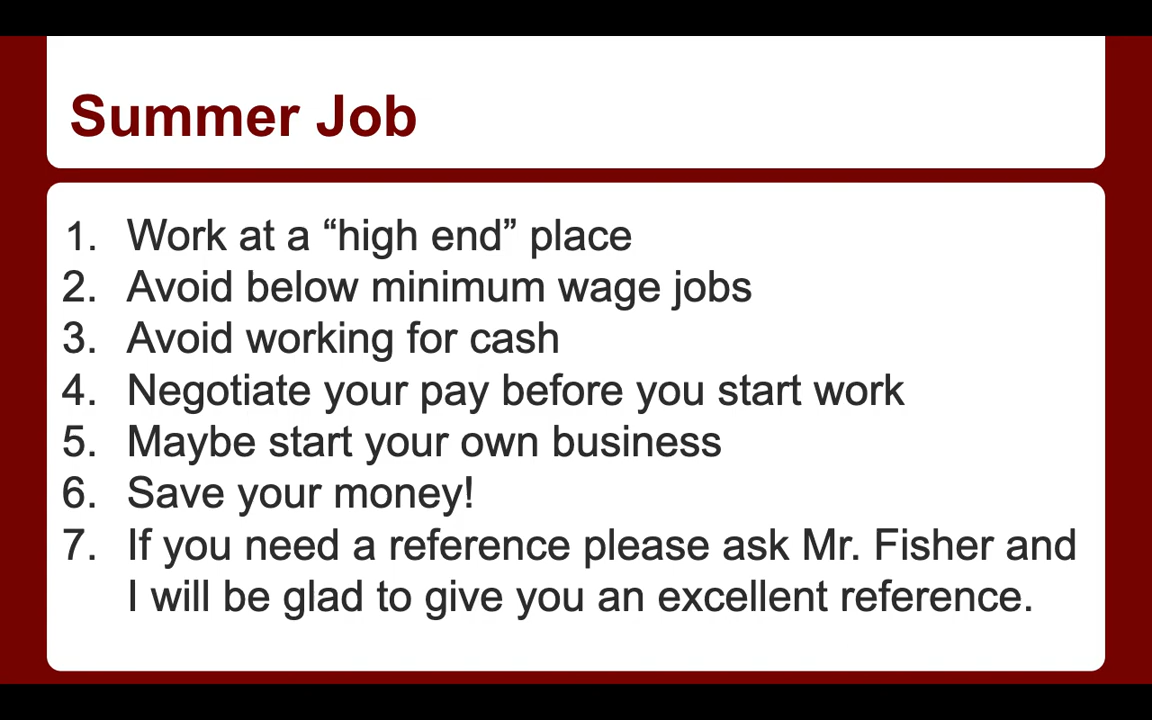 Summer Job
1. Work at a “high end” place
2. Avoid below minimum wage jobs
3. Avoid working for cash
4. Negotiate your pay before you start work
5. Maybe start your own business
6. Save your money!
7. If you need a reference please ask Mr. Fisher and
I will be glad to give you an excellent reference.